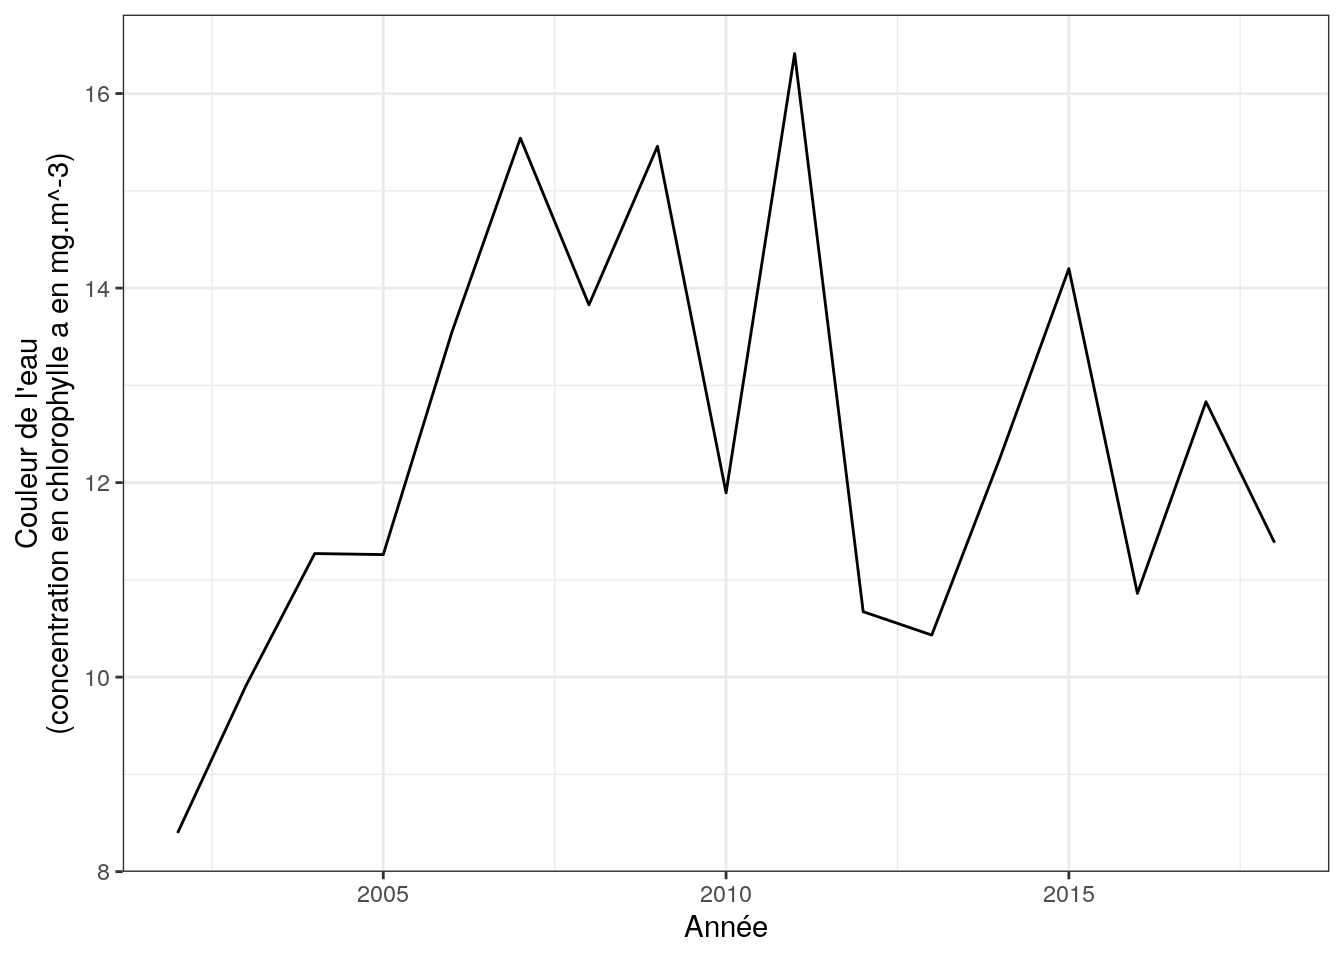 Couleur de l'eau
(concentration en chlorophylle a en mg.m^-3)
16
14
12
10
8
2005
2010
2015
Année